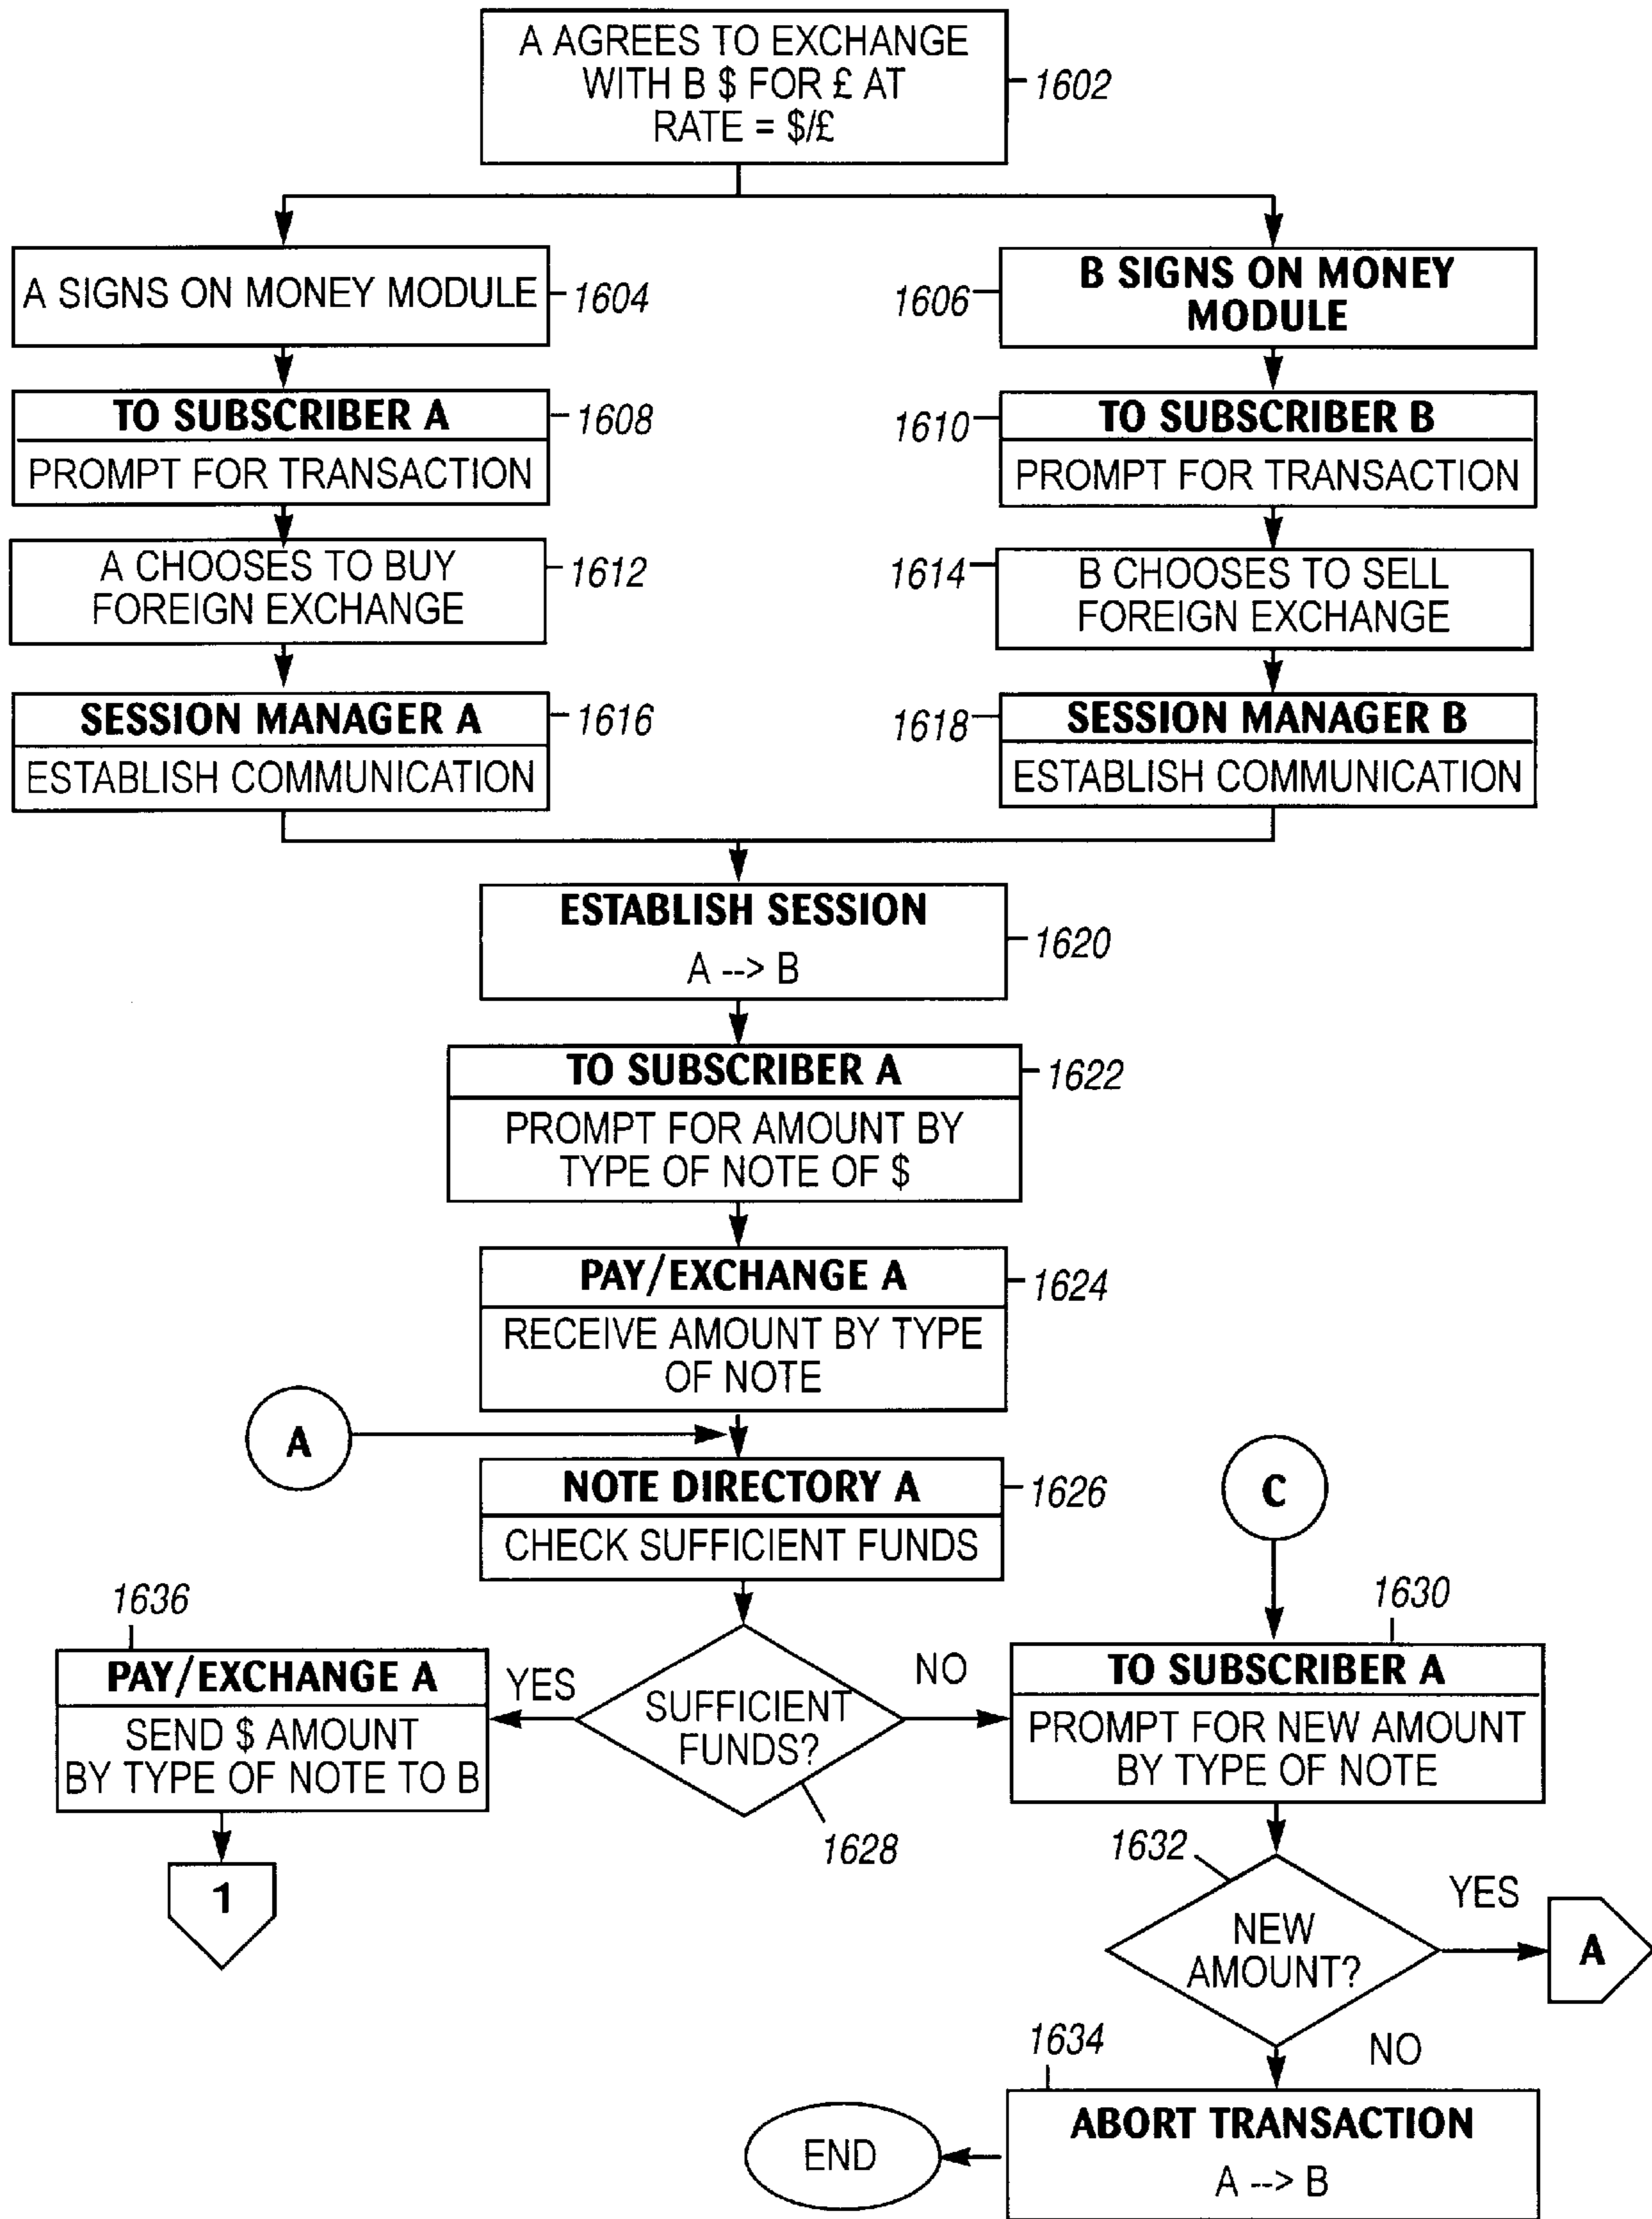 A AGREES TO EXCHANGE
WITH B $ FOR £ AT
RATE = $/£
1602
A SIGNS ON MONEY MODULE
1604
1606
B SIGNS ON MONEY
MODULE
TO SUBSCRIBER A
1608
PROMPT FOR TRANSACTION
1610
TO SUBSCRIBER B
PROMPT FOR TRANSACTION
A CHOOSES TO BUY
FOREIGN EXCHANGE
1612
1614
B CHOOSES TO SELL
FOREIGN EXCHANGE
SESSION MANAGER A
1616
ESTABLISH COMMUNICATION
1618
SESSION MANAGER B
ESTABLISH COMMUNICATION
ESTABLISH SESSION
A --> B
1620
TO SUBSCRIBER A
1622
PROMPT FOR AMOUNT BY
TYPE OF NOTE OF $
PAY/EXCHANGE A
1624
RECEIVE AMOUNT BY TYPE
OF NOTE
A
NOTE DIRECTORY A
1626
CHECK SUFFICIENT FUNDS
C
1636
PAY/EXCHANGE A
SEND $ AMOUNT
BY TYPE OF NOTE TO B
YES
SUFFICIENT
FUNDS?
1628
NO
1630
TO SUBSCRIBER A
PROMPT FOR NEW AMOUNT
BY TYPE OF NOTE
1
1632
NEW
AMOUNT?
YES
A
NO
1634
ABORT TRANSACTION
A --> B
END